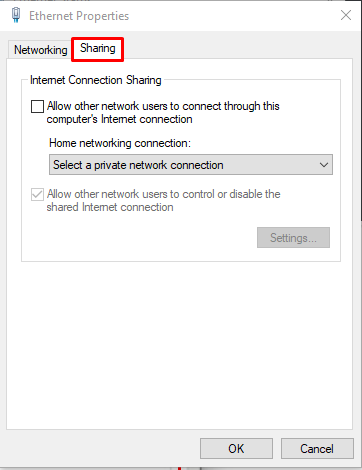 Ethernet Properties
Networking
Sharing
Internet Connection Sharing
Allow other network users to connect through this
computer's Internet connection
Home networking connection:
Select a private network connection
Allow other network users to control or disable the
shared Internet connection
Settings...
OK
Cancel